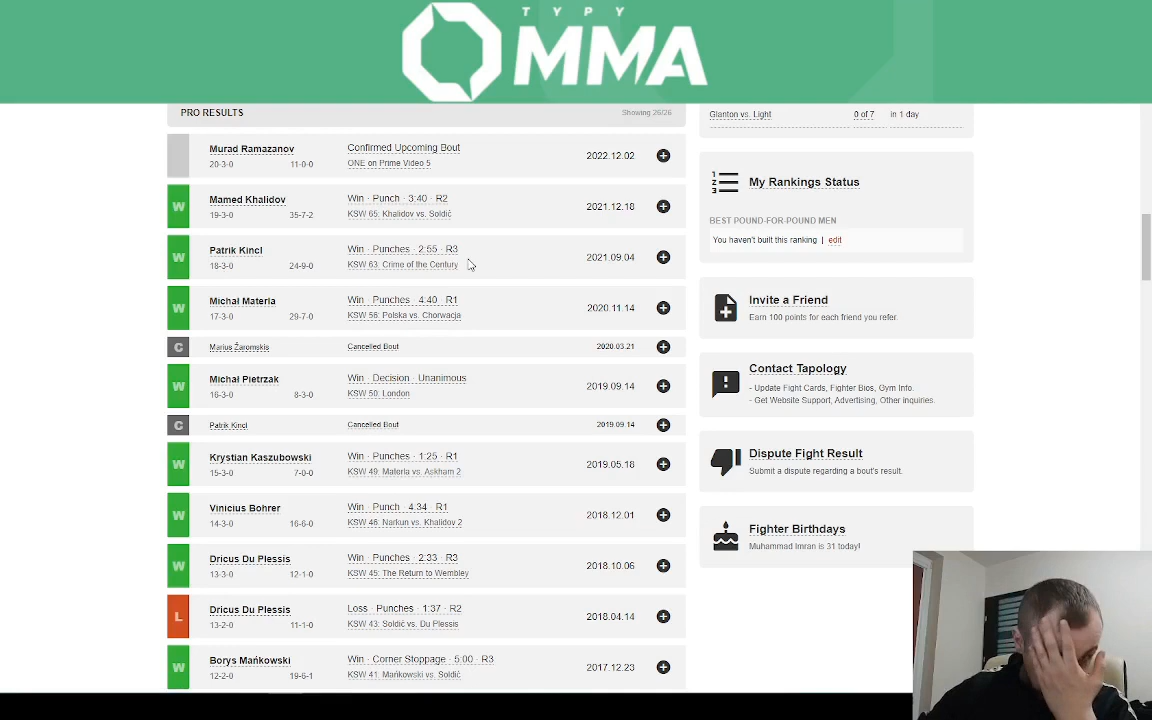 TYPY
MMA
PRO RESULTS
Showing 26/26
Murad Ramazanov
20-3-0 11-0-0
Confirmed Upcoming Bout
ONE on Prime Video 5
2022.12.02
W
Mamed Khalidov
19-3-0 35-7-2
Win · Punch · 3:40 · R2
KSW 65: Khalidov vs. Soldić
2021.12.18
W
Patrik Kincl
18-3-0 24-9-0
Win · Punches · 2:55 · R3
KSW 63: Crime of the Century
2021.09.04
W
Michał Materla
17-3-0 29-7-0
Win · Punches · 4:40 · R1
KSW 56: Polska vs. Chorwacja
2020.11.14
C
Marius Žaromskis
Cancelled Bout
2020.03.21
W
Michał Pietrzak
16-3-0 8-3-0
Win · Decision · Unanimous
KSW 50: London
2019.09.14
C
Patrik Kincl
Cancelled Bout
2019.09.14
W
Krystian Kaszubowski
15-3-0 7-0-0
Win · Punches · 1:25 · R1
KSW 49: Materla vs. Askham 2
2019.05.18
W
Vinicius Bohrer
14-3-0 16-6-0
Win · Punch · 4:34 · R1
KSW 46: Narkun vs. Khalidov 2
2018.12.01
W
Dricus Du Plessis
13-3-0 12-1-0
Win · Punches · 2:33 · R3
KSW 45: The Return to Wembley
2018.10.06
L
Dricus Du Plessis
13-2-0 11-1-0
Loss · Punches · 1:37 · R2
KSW 43: Soldić vs. Du Plessis
2018.04.14
W
Borys Mańkowski
12-2-0 19-6-1
Win · Corner Stoppage · 5:00 · R3
KSW 41: Mańkowski vs. Soldić
2017.12.23
Glanton vs. Light 0 of 7 in 1 day
1
2
3
My Rankings Status
BEST POUND-FOR-POUND MEN
You haven't built this ranking | edit
Invite a Friend
Earn 100 points for each friend you refer.
Contact Tapology
- Update Fight Cards, Fighter Bios, Gym Info.
- Get Website Support, Advertising, Other inquiries.
Dispute Fight Result
Submit a dispute regarding a bout's result.
Fighter Birthdays
Muhammad Imran is 31 today!